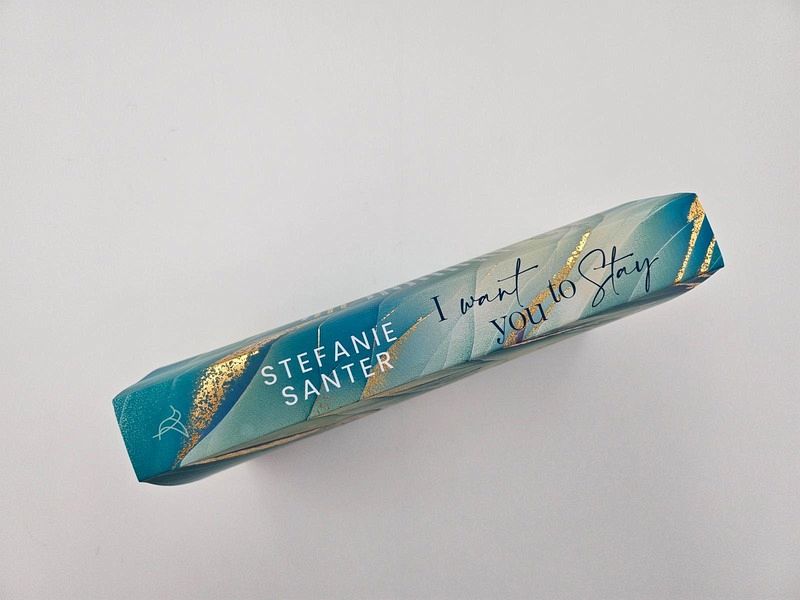 STEFANIE
SANTER
I want
you to Stay